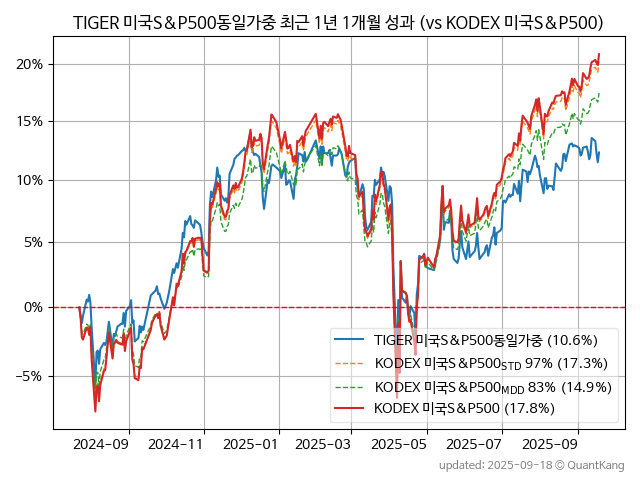 TIGER 미국S&P500동일가중 최근 1년 1개월 성과 (vs KODEX 미국S&P500)
20%
15%
10%
5%
0%
−5%
TIGER 미국S&P500동일가중 (10.6%)
KODEX 미국S&P500STD 97% (17.3%)
KODEX 미국S&P500MDD 83% (14.9%)
KODEX 미국S&P500 (17.8%)
2024-09 2024-11 2025-01 2025-03 2025-05 2025-07 2025-09
updated: 2025-09-18 © QuantKang